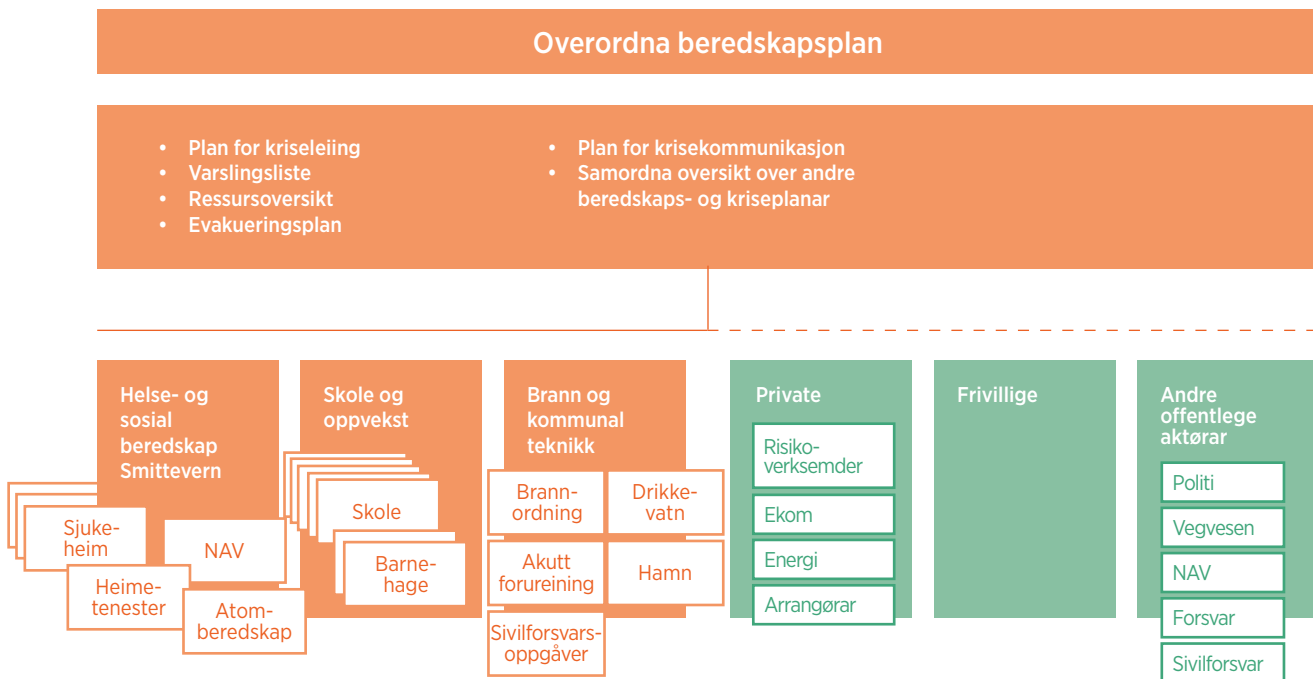 Overordna beredskapsplan
• Plan for kriseleiing
• Varslingsliste
• Ressursoversikt
• Evakueringsplan
• Plan for krisekommunikasjon
• Samordna oversikt over andre
beredskaps- og kriseplanar
Helse- og
sosial
beredskap
Smittevern
Sjuke-
heim
NAV
Heime-
tenester
Atom-
beredskap
Skole og
oppvekst
Skole
Barne-
hage
Brann og
kommunal
teknikk
Brann-
ordning
Drikke-
vatn
Akutt
forureining
Hamn
Sivilforsvars-
oppgåver
Private
Risiko-
verksemder
Ekom
Energi
Arrangørar
Frivillige
Andre
offentlege
aktørar
Politi
Vegvesen
NAV
Forsvar
Sivilforsvar